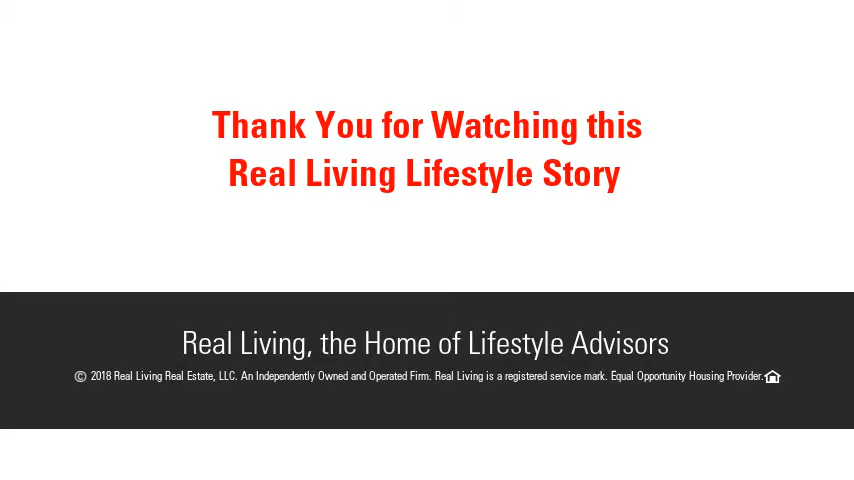 Thank You for Watching this
Real Living Lifestyle Story
Real Living, the Home of Lifestyle Advisors
© 2018 Real Living Real Estate, LLC. An Independently Owned and Operated Firm. Real Living is a registered service mark. Equal Opportunity Housing Provider.